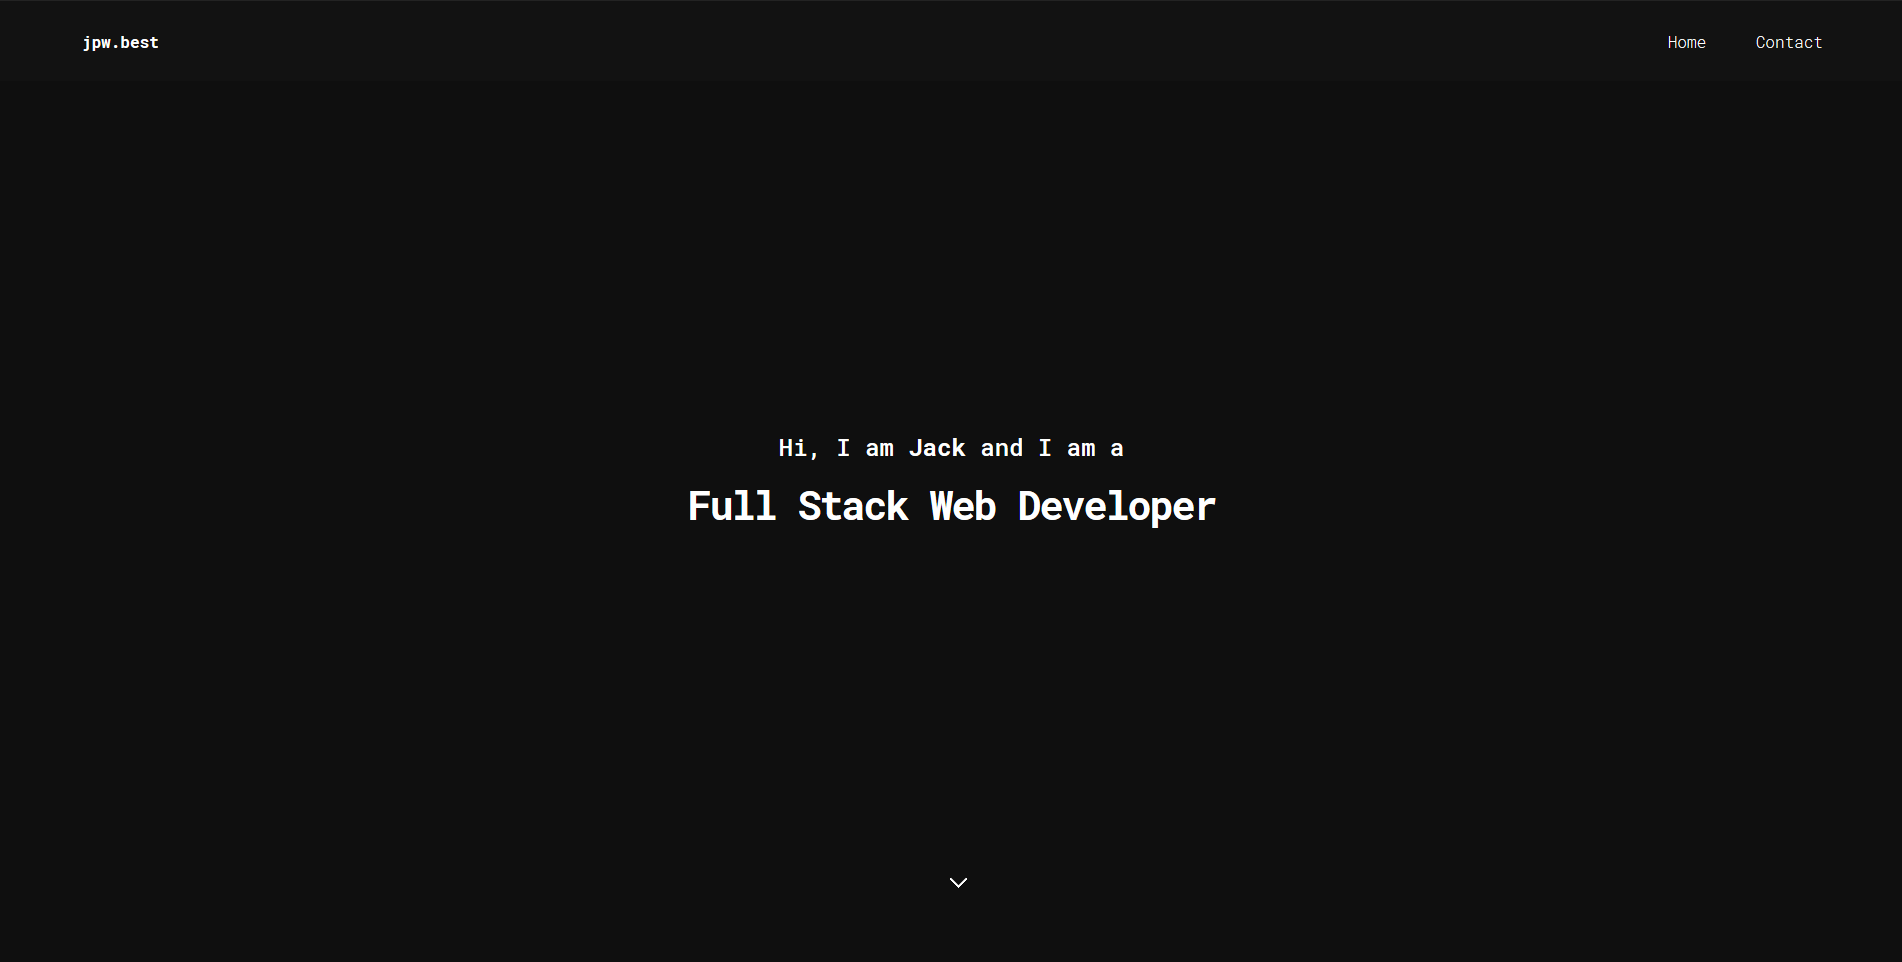 jpw.best
Home
Contact
Hi, I am Jack and I am a
Full Stack Web Developer